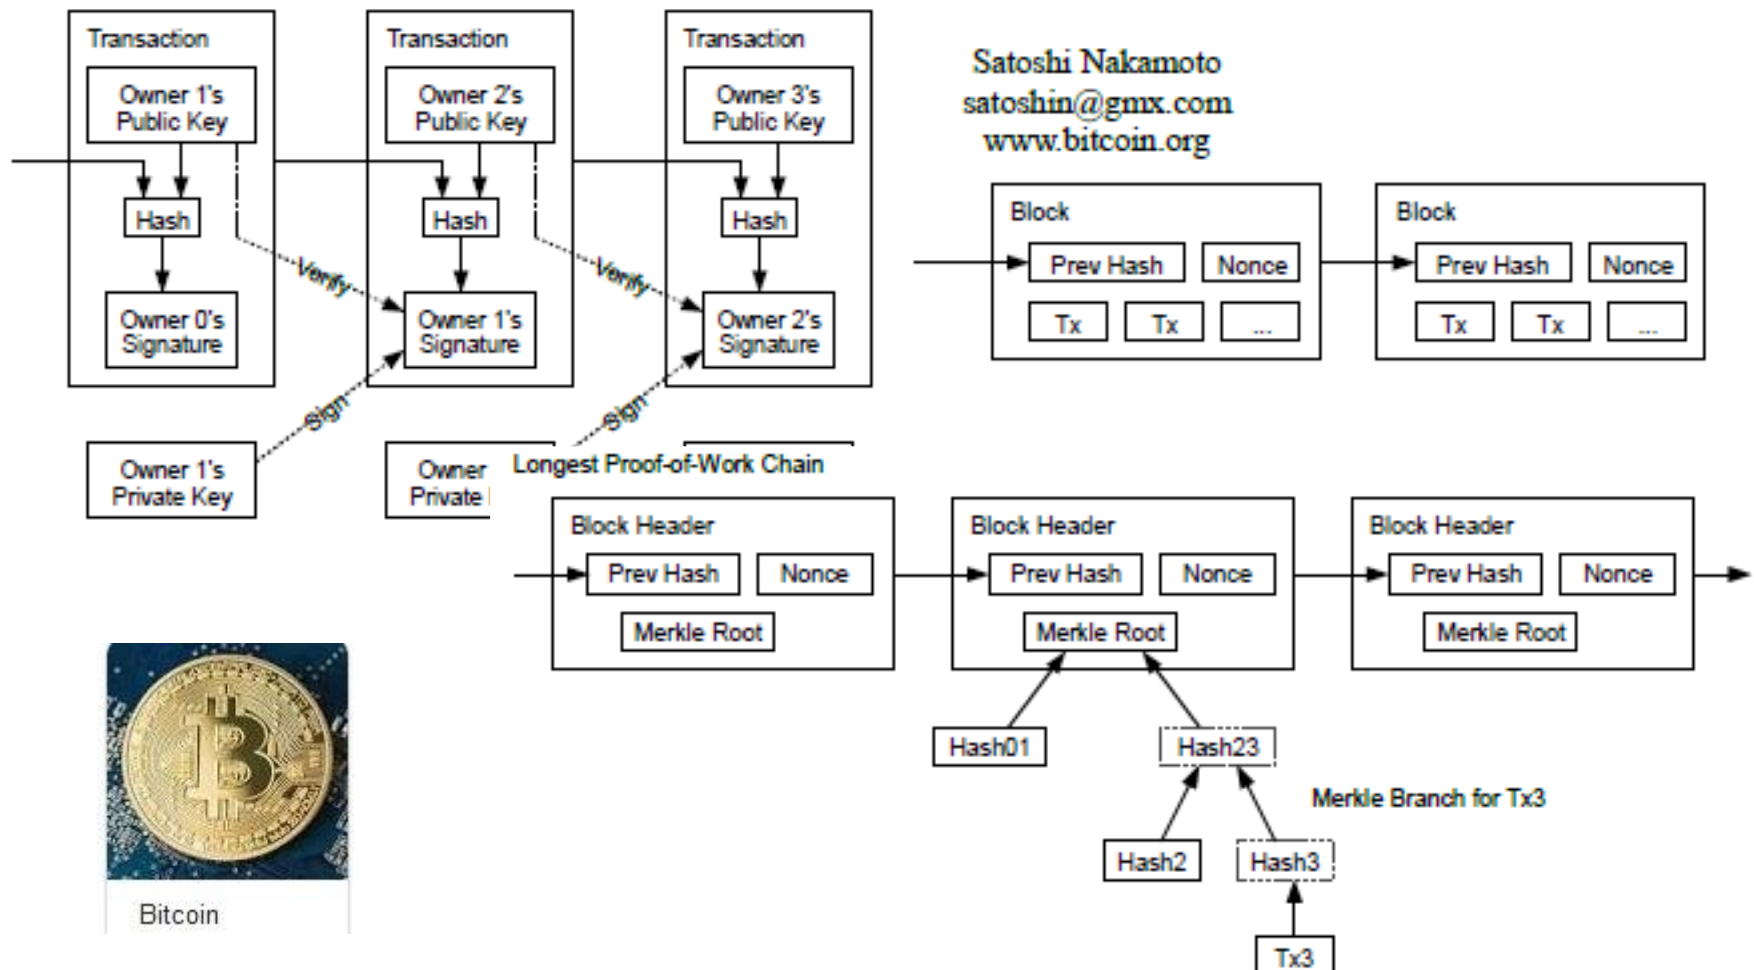 Transaction
Owner 1's
Public Key
Hash
Verify
Owner 0's
Signature
Transaction
Owner 2's
Public Key
Hash
Verify
Owner 1's
Signature
Transaction
Owner 3's
Public Key
Hash
Owner 2's
Signature
Sign
Sign
Owner 1's
Private Key
Owner
Private
Satoshi Nakamoto
satoshin@gmx.com
www.bitcoin.org
Block
Prev Hash
Nonce
Tx
Tx
...
Block
Prev Hash
Nonce
Tx
Tx
...
Longest Proof-of-Work Chain
Block Header
Prev Hash
Nonce
Merkle Root
Block Header
Prev Hash
Nonce
Merkle Root
Block Header
Prev Hash
Nonce
Merkle Root
Hash01
Hash23
Merkle Branch for Tx3
Hash2
Hash3
Tx3
Bitcoin